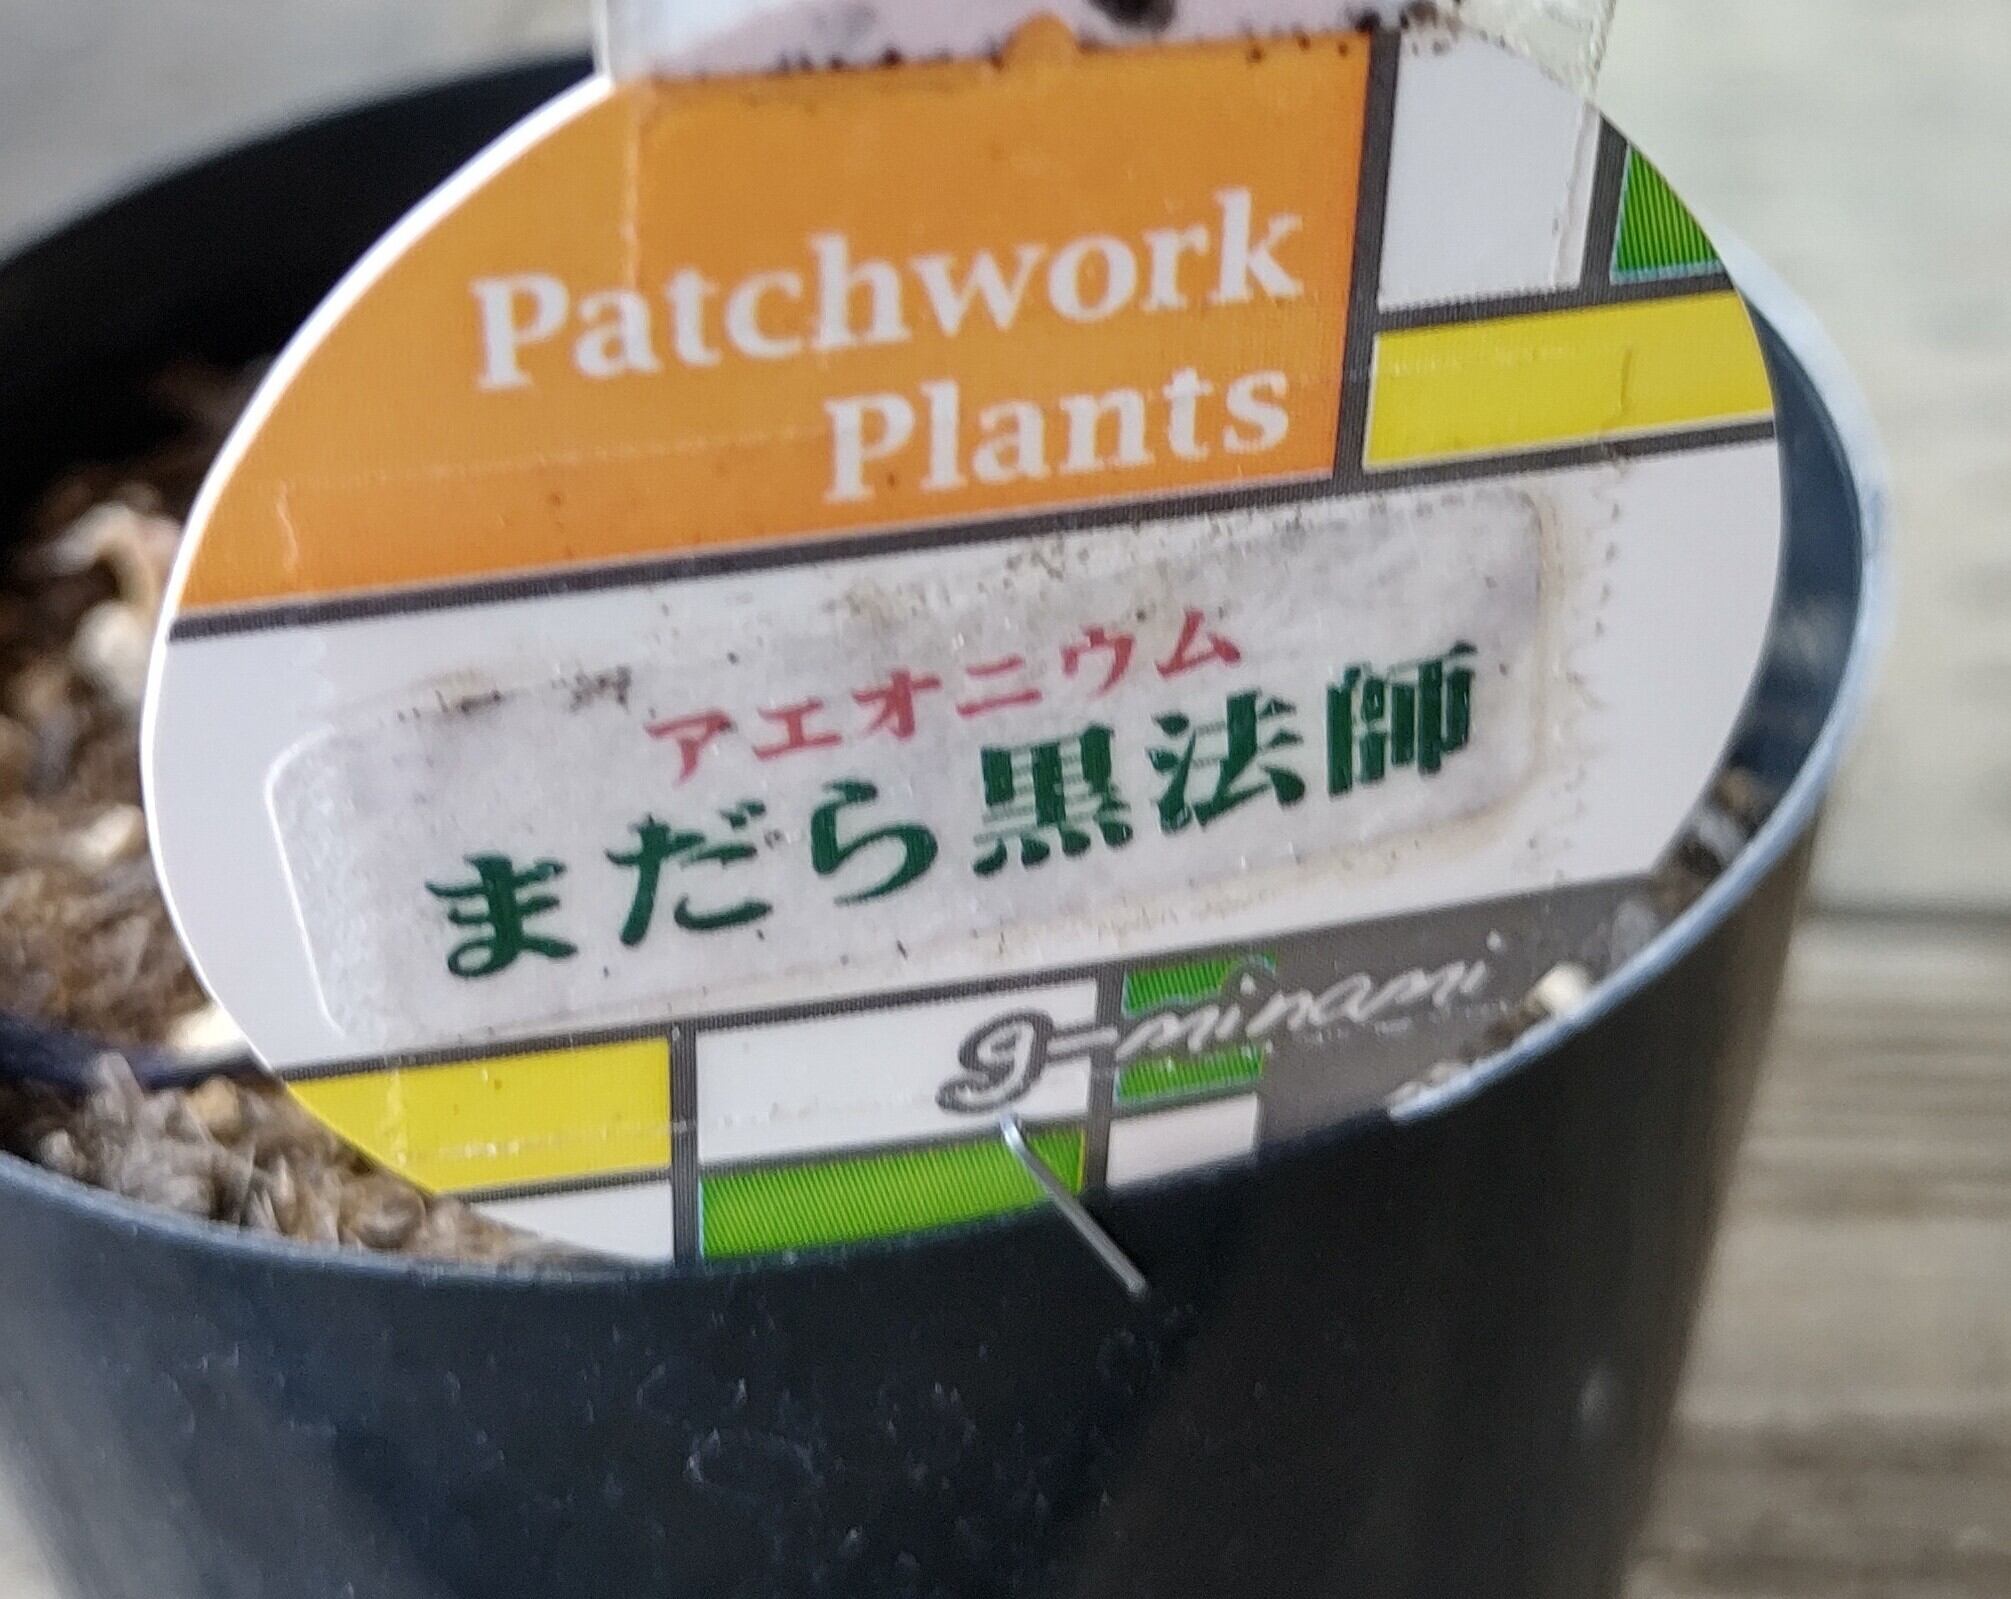 Patchwork
Plants
アエオニウム
まだら黒法師
g-minami